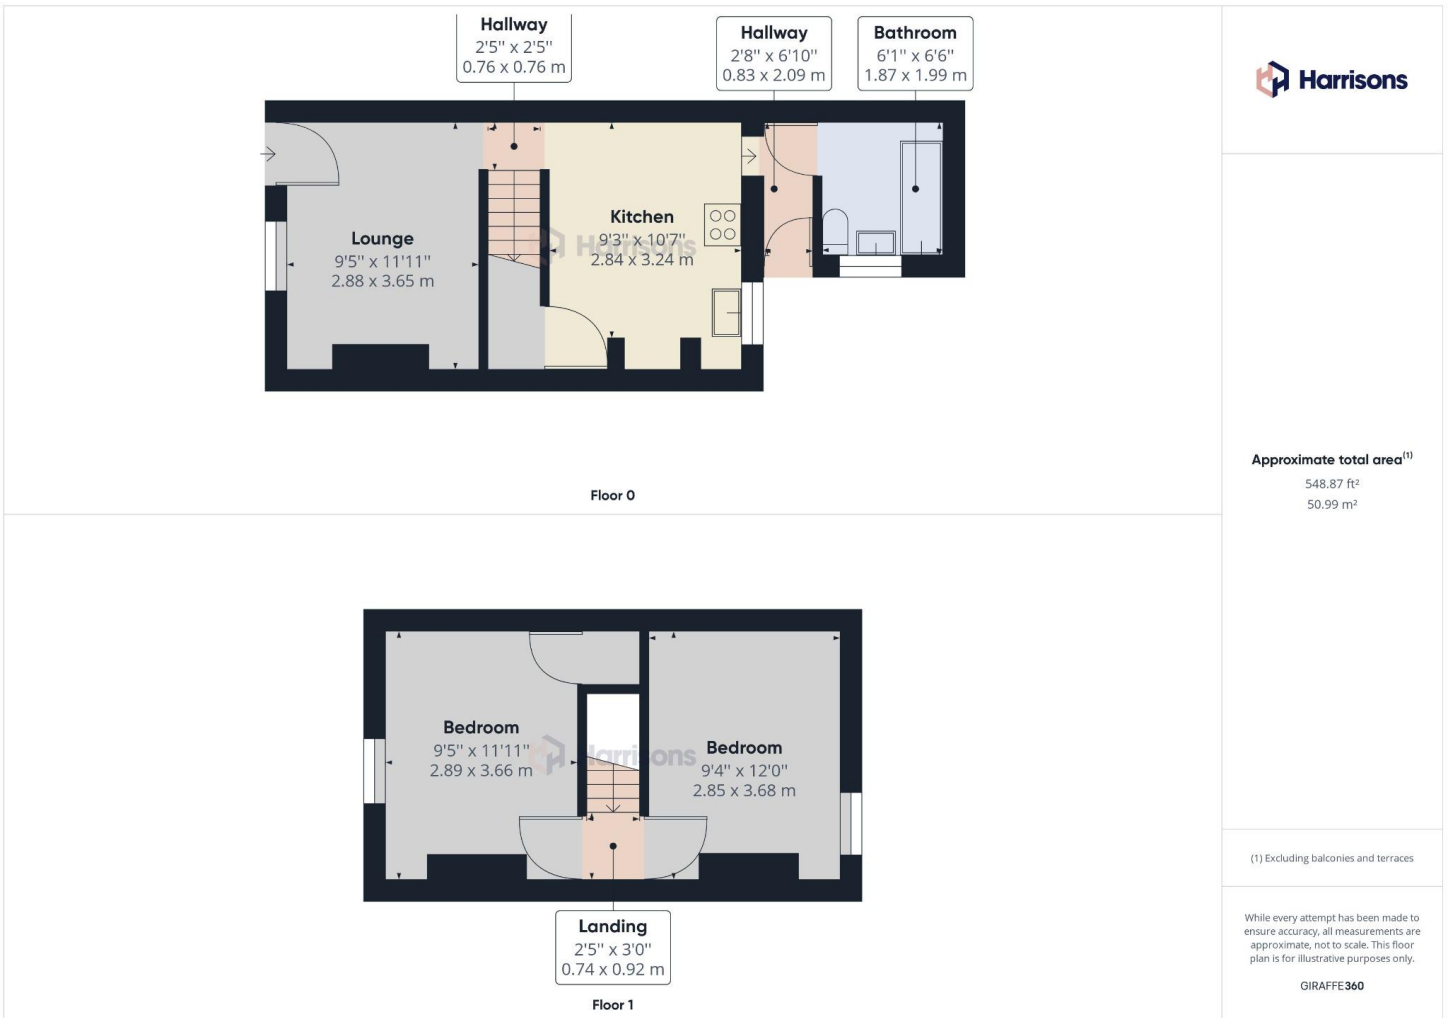 Hallway
2'5" x 2'5"
0.76 x 0.76 m
Hallway
2'8" x 6'10"
0.83 x 2.09 m
Bathroom
6'1" x 6'6"
1.87 x 1.99 m
Harrisons
Lounge
9'5" x 11'11"
2.88 x 3.65 m
Kitchen
9'3" x 10'7"
2.84 x 3.24 m
Harrisons
Floor 0
Approximate total area(1)
548.87 ft²
50.99 m²
Bedroom
9'5" x 11'11"
2.89 x 3.66 m
Harrisons
Bedroom
9'4" x 12'0"
2.85 x 3.68 m
Landing
2'5" x 3'0"
0.74 x 0.92 m
Floor 1
(1) Excluding balconies and terraces
While every attempt has been made to
ensure accuracy, all measurements are
approximate, not to scale. This floor
plan is for illustrative purposes only.
GIRAFFE360